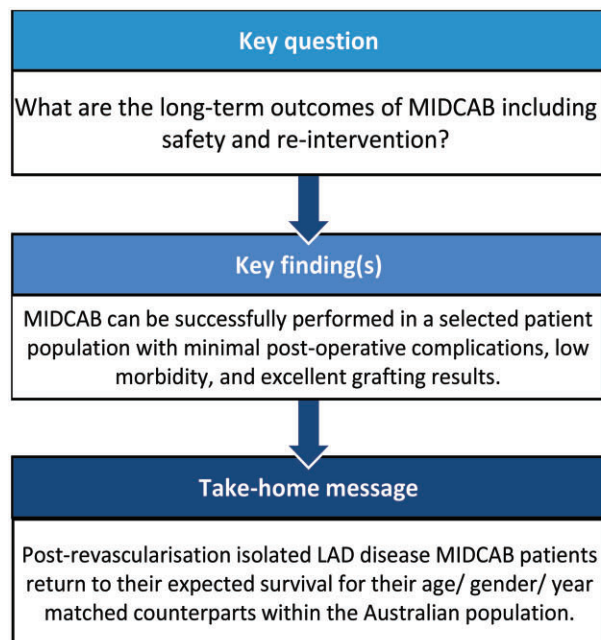 Key question
What are the long-term outcomes of MIDCAB including
safety and re-intervention?
Key finding(s)
MIDCAB can be successfully performed in a selected patient
population with minimal post-operative complications, low
morbidity, and excellent grafting results.
Take-home message
Post-revascularisation isolated LAD disease MIDCAB patients
return to their expected survival for their age/ gender/ year
matched counterparts within the Australian population.